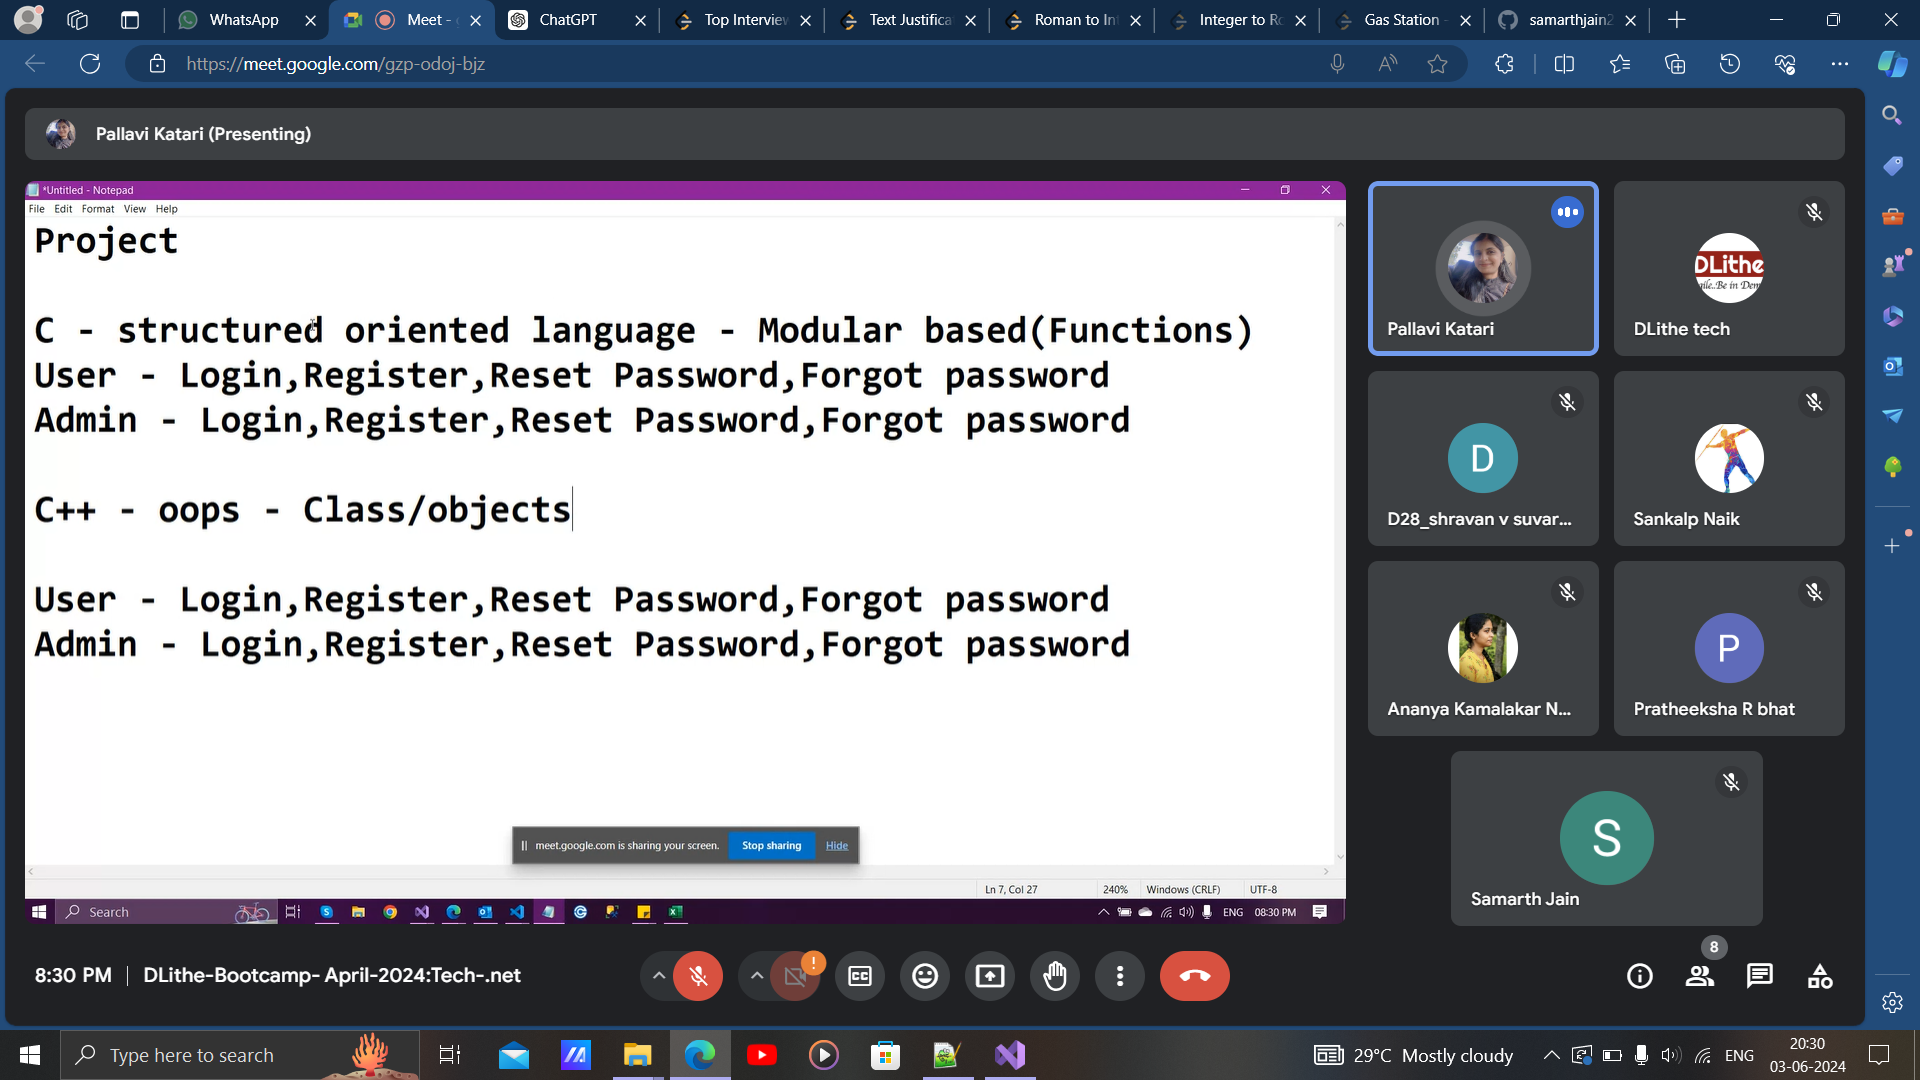 WhatsApp
Meet -
ChatGPT
Top Interview
Text Justifica
Roman to Int
Integer to Ro
Gas Station -
samarthjain2
https://meet.google.com/gzp-odoj-bjz
Pallavi Katari (Presenting)
*Untitled - Notepad
File Edit Format View Help
Project
C - structured oriented language - Modular based(Functions)
User - Login,Register,Reset Password,Forgot password
Admin - Login,Register,Reset Password,Forgot password
C++ - oops - Class/objects
User - Login,Register,Reset Password,Forgot password
Admin - Login,Register,Reset Password,Forgot password
meet.google.com is sharing your screen. Stop sharing Hide
Ln 7, Col 27 240% Windows (CRLF) UTF-8
Search
ENG 08:30 PM
Pallavi Katari
DLithe
DLithe tech
D
D28_shravan v suvar...
Sankalp Naik
Ananya Kamalakar N...
P
Pratheeksha R bhat
S
Samarth Jain
8:30 PM | DLithe-Bootcamp- April-2024:Tech-.net
CC
8
Type here to search
29°C Mostly cloudy
ENG
20:30
03-06-2024